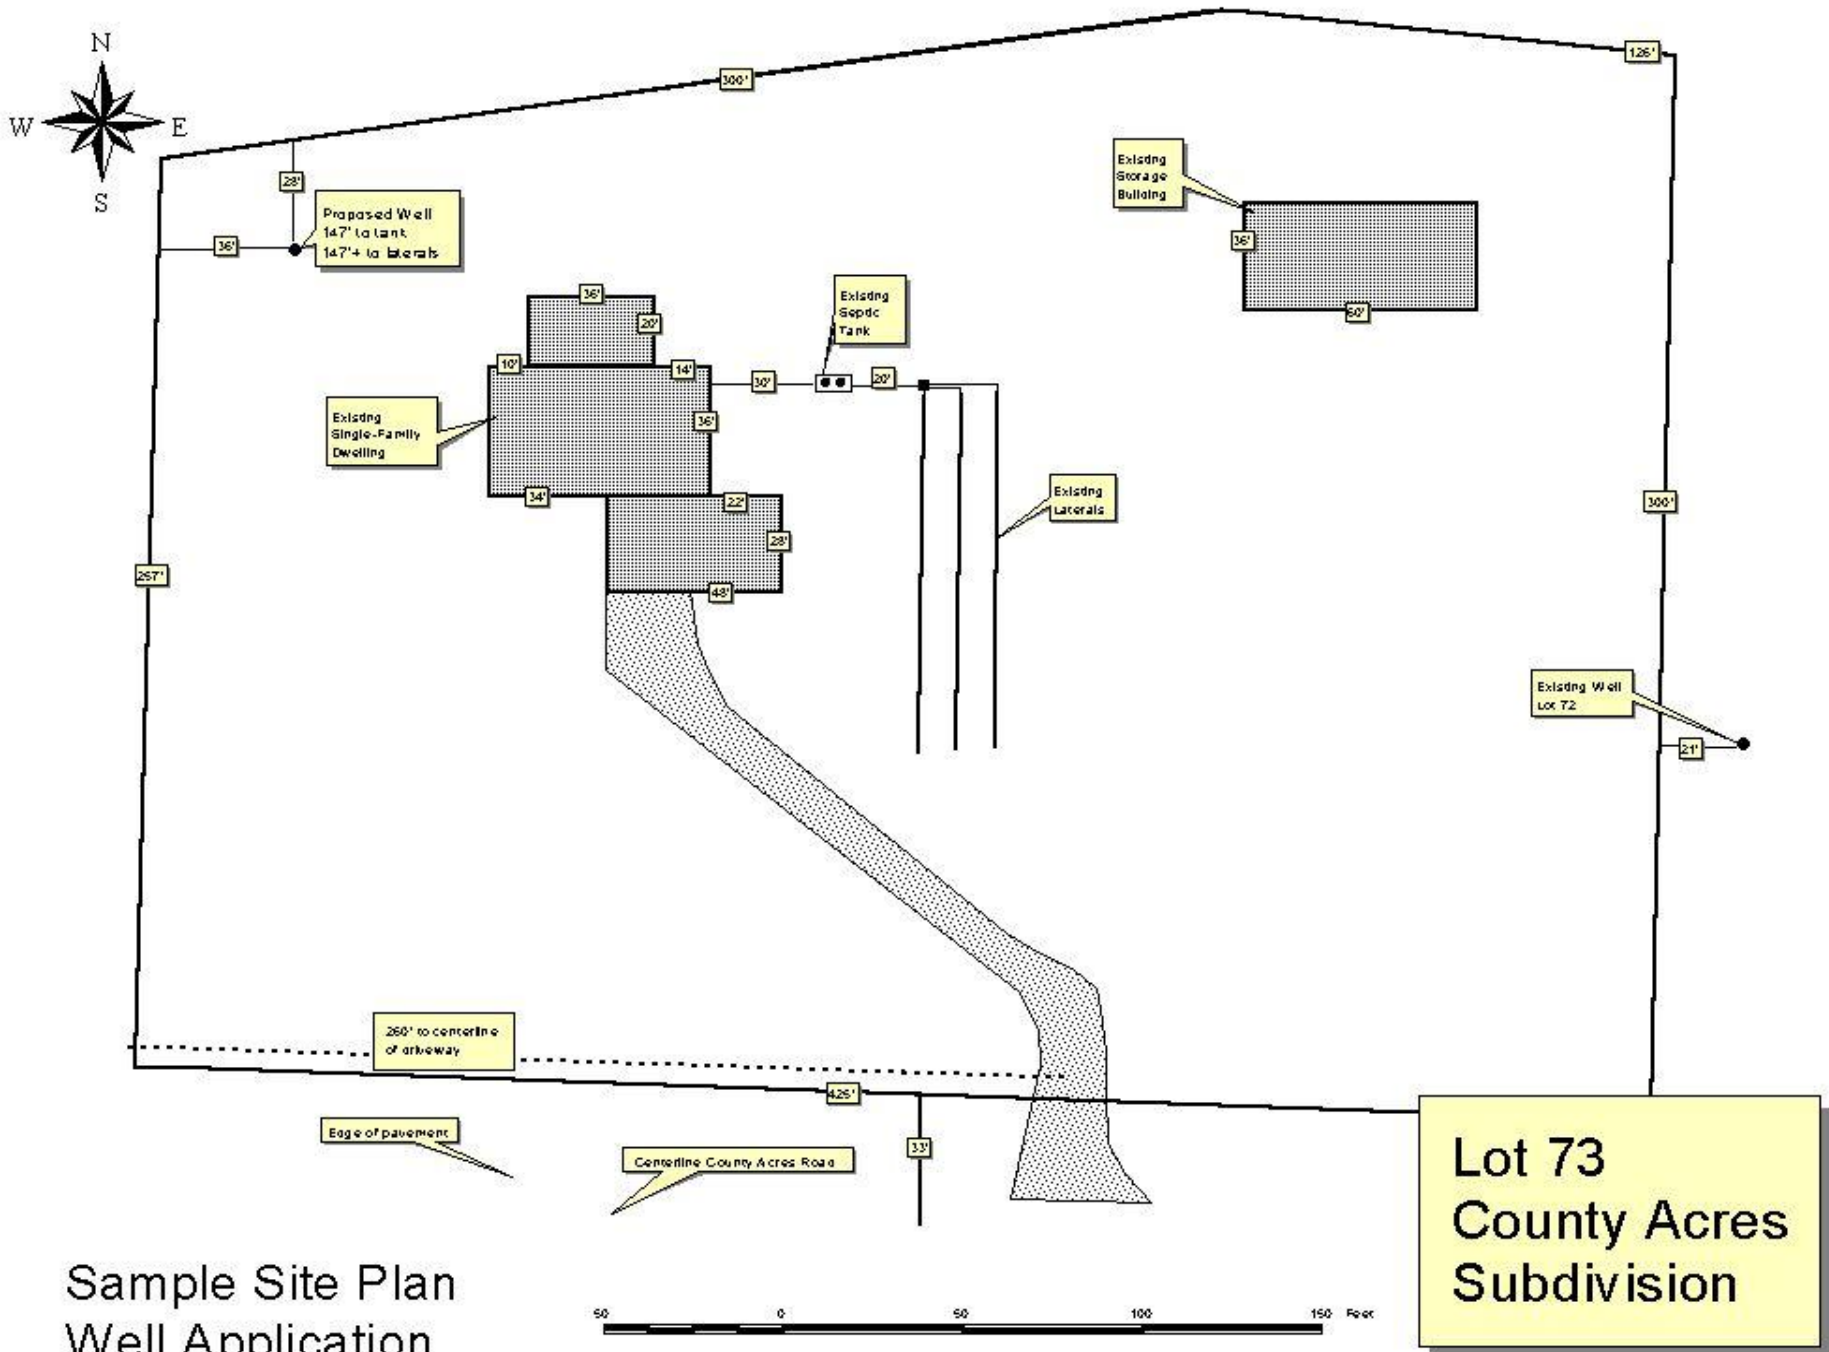 N
W E
S
300'
126'
28'
36'
Proposed Well
147' to tank
147'+ to laterals
Existing
Storage
Building
36'
60'
36'
20'
10'
14'
Existing
Septic
Tank
30'
20'
36'
Existing
Single-Family
Dwelling
34'
22'
28'
48'
Existing
Laterals
300'
257'
Existing Well
Lot 72
21'
260' to centerline
of driveway
425'
Edge of pavement
Centerline County Acres Road
33'
Lot 73
County Acres
Subdivision
Sample Site Plan
Well Application
50 0 50 100 150 Feet